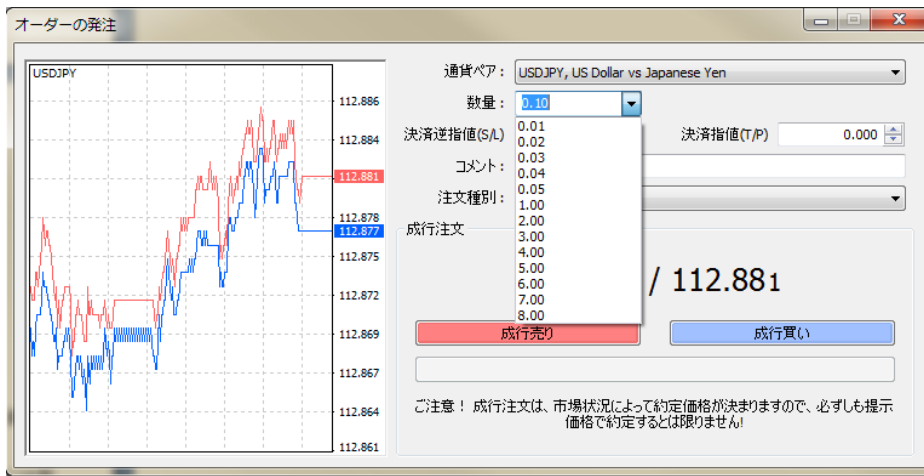 オーダーの発注
USDJPY
112.886
112.884
112.881
112.878
112.877
112.875
112.872
112.869
112.867
112.864
112.861
通貨ペア： USDJPY, US Dollar vs Japanese Yen
数量： 0.10
0.01
0.02
0.03
0.04
0.05
1.00
2.00
3.00
4.00
5.00
6.00
7.00
8.00
決済逆指値(S/L) 決済指値(T/P) 0.000
コメント：
注文種別：
成行注文
/ 112.881
成行売り 成行買い
ご注意！ 成行注文は、市場状況によって約定価格が決まりますので、必ずしも提示
価格で約定するとは限りません!